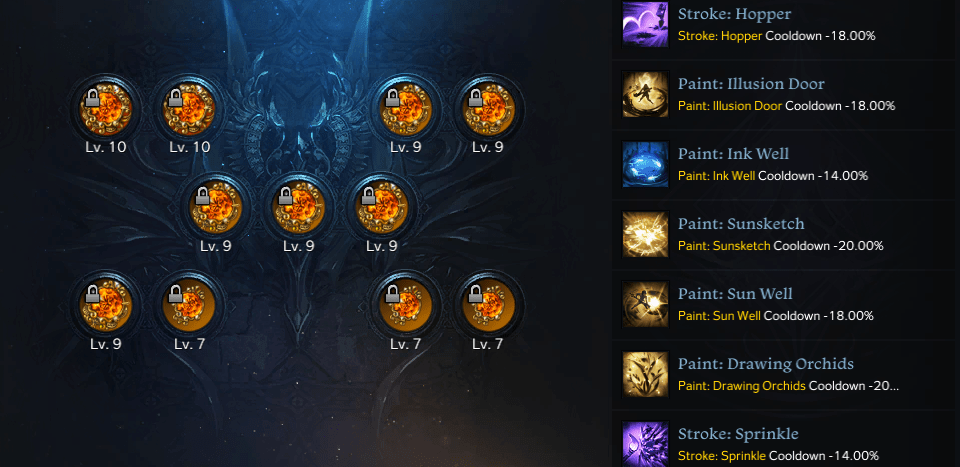 Lv. 10 Lv. 10 Lv. 9 Lv. 9
Lv. 9 Lv. 9 Lv. 9
Lv. 9 Lv. 7 Lv. 7 Lv. 7
Stroke: Hopper
Stroke: Hopper Cooldown -18.00%
Paint: Illusion Door
Paint: Illusion Door Cooldown -18.00%
Paint: Ink Well
Paint: Ink Well Cooldown -14.00%
Paint: Sunsketch
Paint: Sunsketch Cooldown -20.00%
Paint: Sun Well
Paint: Sun Well Cooldown -18.00%
Paint: Drawing Orchids
Paint: Drawing Orchids Cooldown -20...
Stroke: Sprinkle
Stroke: Sprinkle Cooldown -14.00%